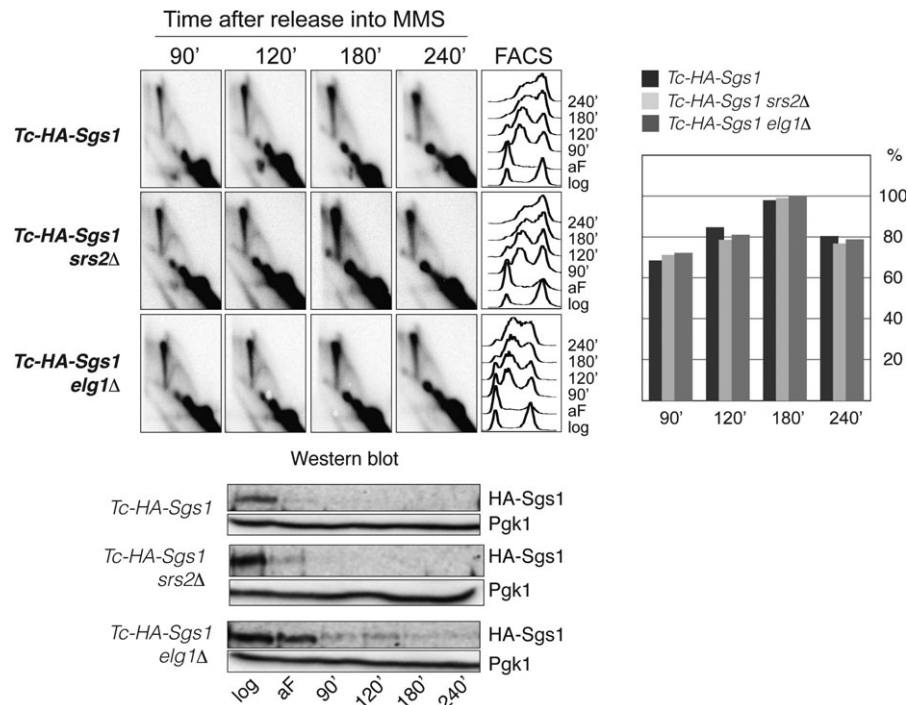 Time after release into MMS
90’ 120’ 180’ 240’ FACS
Tc-HA-Sgs1
240’
180’
120’
90’
aF
log
Tc-HA-Sgs1
srs2Δ
240’
180’
120’
90’
aF
log
Tc-HA-Sgs1
elg1Δ
240’
180’
120’
90’
aF
log
Tc-HA-Sgs1
Tc-HA-Sgs1 srs2Δ
Tc-HA-Sgs1 elg1Δ
%
100
80
60
40
20
90’ 120’ 180’ 240’
Western blot
Tc-HA-Sgs1
HA-Sgs1
Pgk1
Tc-HA-Sgs1
srs2Δ
HA-Sgs1
Pgk1
Tc-HA-Sgs1
elg1Δ
HA-Sgs1
Pgk1
log aF 90’ 120’ 180’ 240’